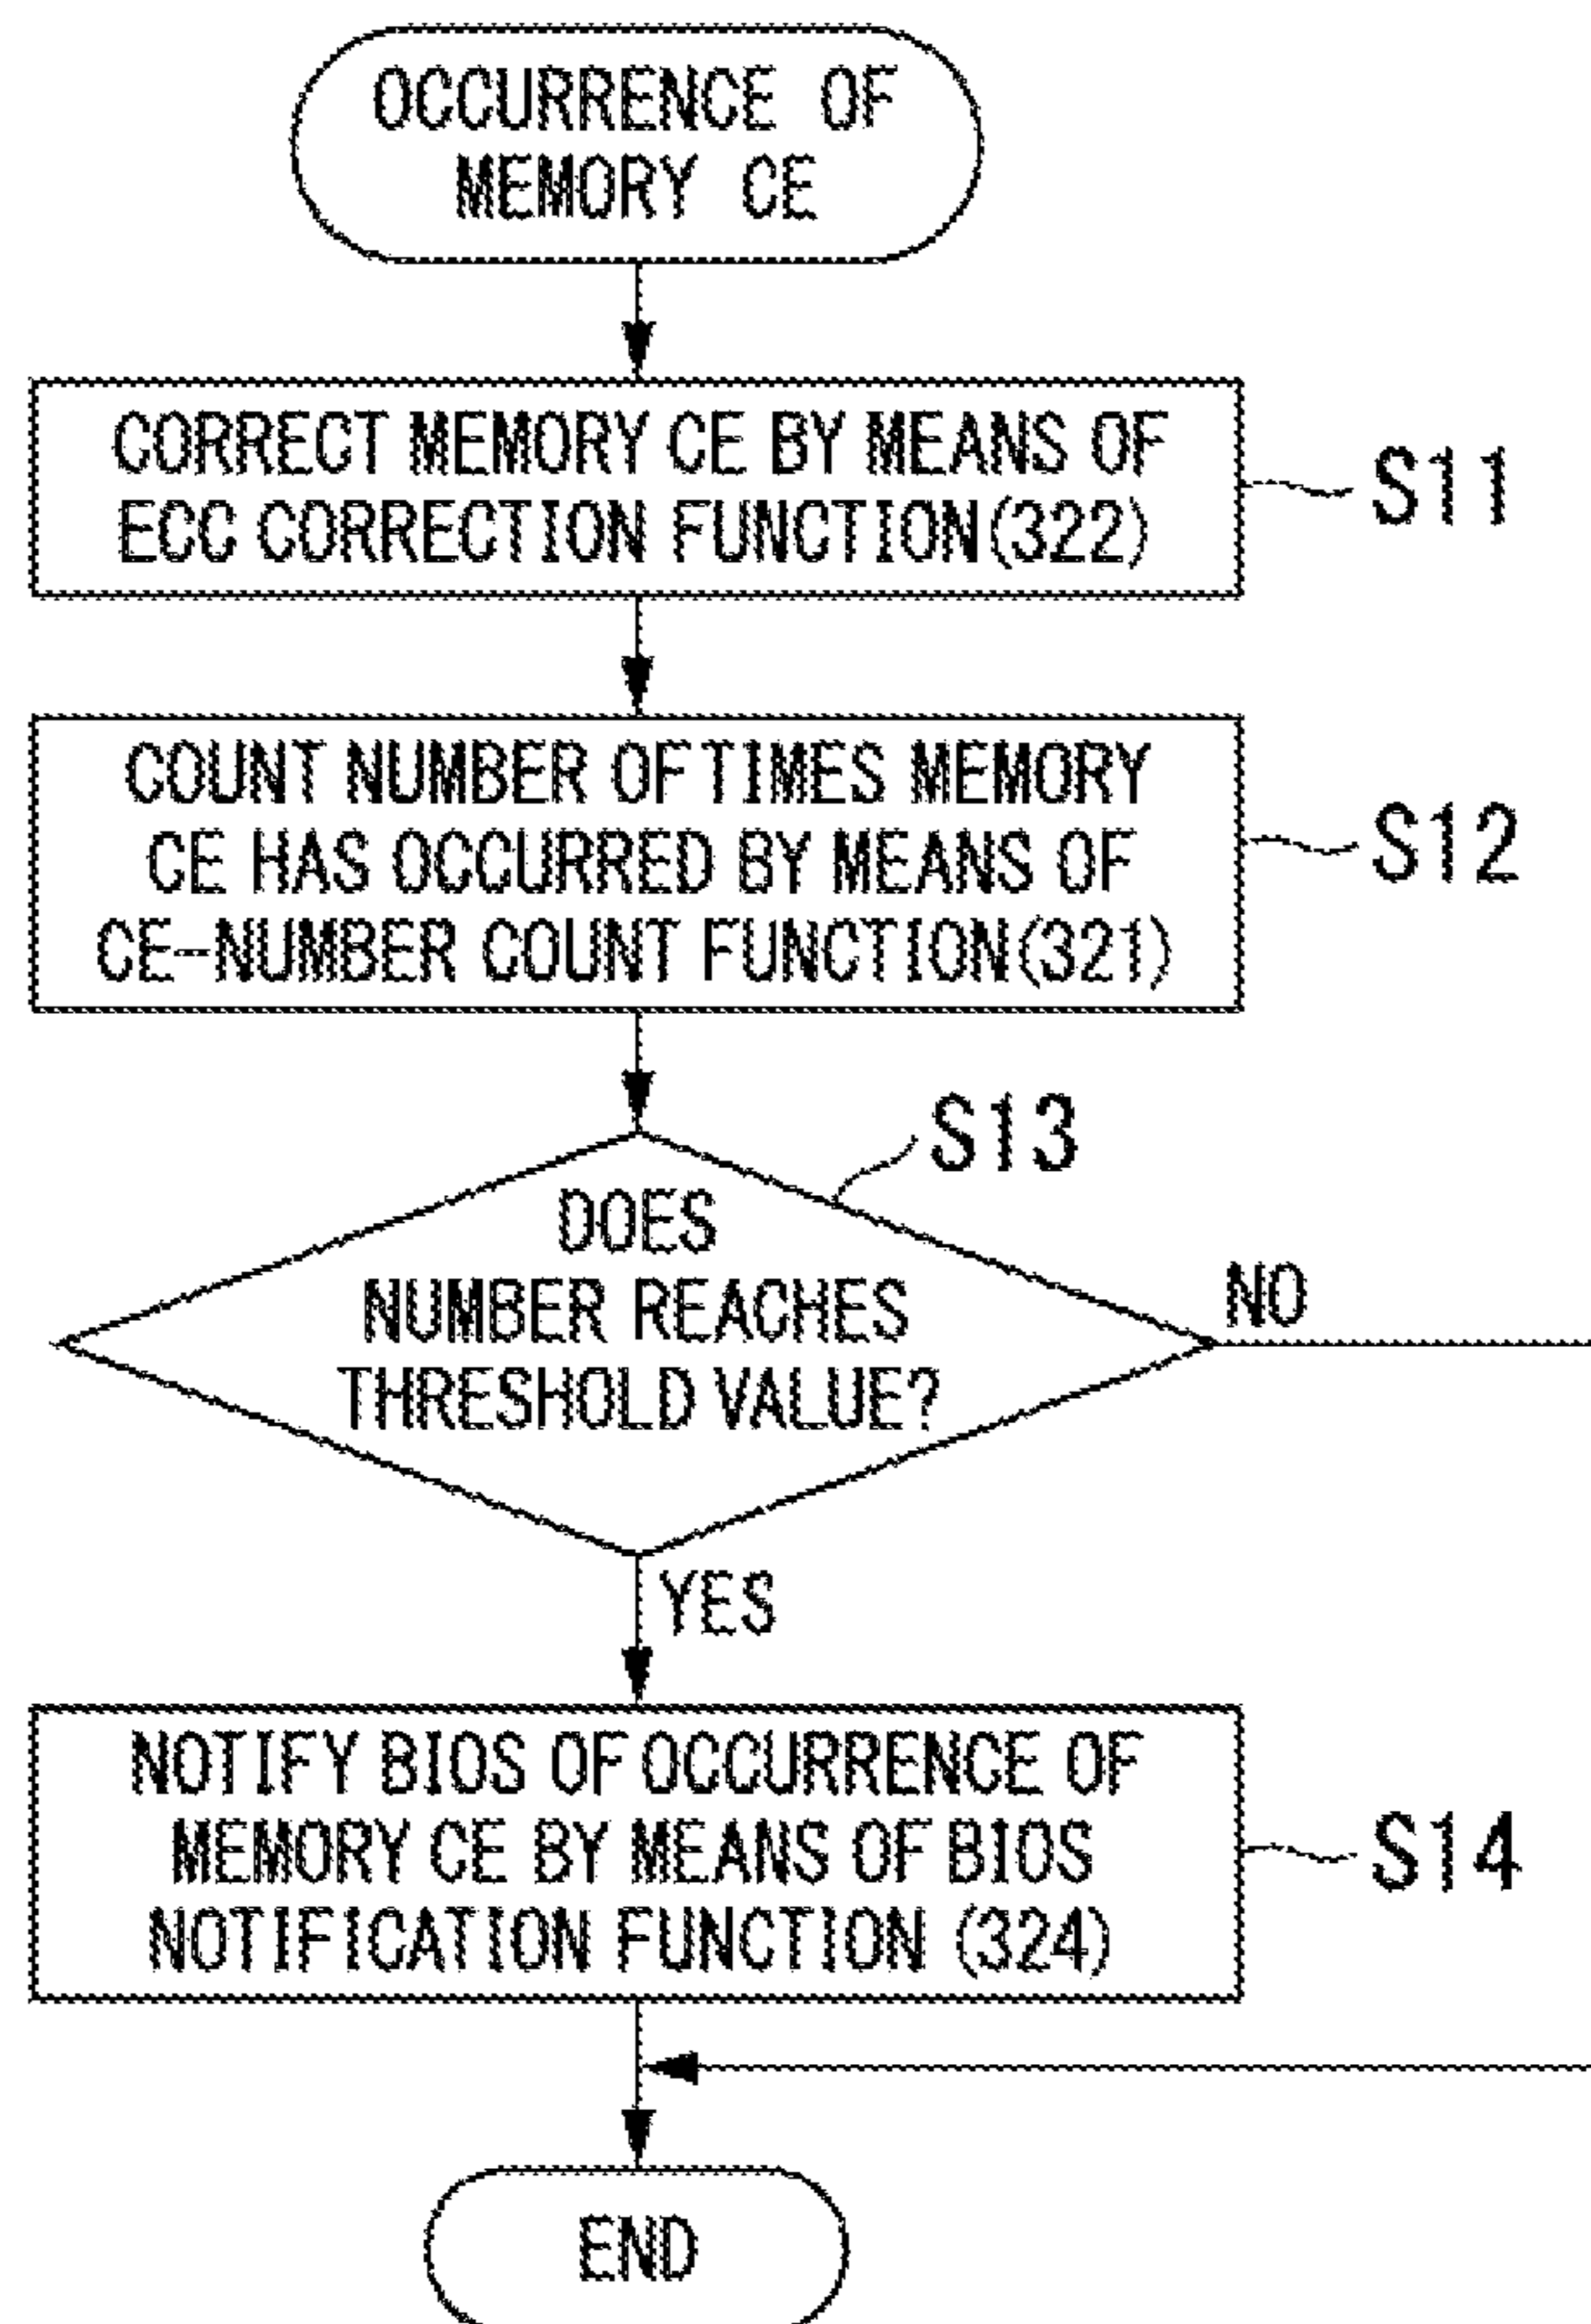 OCCURRENCE OF
MEMORY CE
CORRECT MEMORY CE BY MEANS OF
ECC CORRECTION FUNCTION(322)
S11
COUNT NUMBER OF TIMES MEMORY
CE HAS OCCURRED BY MEANS OF
CE-NUMBER COUNT FUNCTION(321)
S12
S13
DOES
NUMBER REACHES
THRESHOLD VALUE?
NO
YES
NOTIFY BIOS OF OCCURRENCE OF
MEMORY CE BY MEANS OF BIOS
NOTIFICATION FUNCTION (324)
S14
END